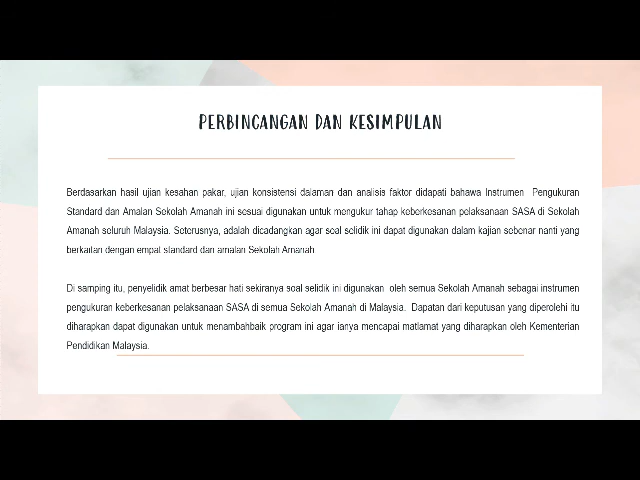 PERBINCANGAN DAN KESIMPULAN
Berdasarkan hasil ujian kesahan pakar, ujian konsistensi dalaman dan analisis faktor didapati bahawa Instrumen Pengukuran
Standard dan Amalan Sekolah Amanah ini sesuai digunakan untuk mengukur tahap keberkesanan pelaksanaan SASA di Sekolah
Amanah seluruh Malaysia. Seterusnya, adalah dicadangkan agar soal selidik ini dapat digunakan dalam kajian sebenar nanti yang
berkaitan dengan empat standard dan amalan Sekolah Amanah
Di samping itu, penyelidik amat berbesar hati sekiranya soal selidik ini digunakan oleh semua Sekolah Amanah sebagai instrumen
pengukuran keberkesanan pelaksanaan SASA di semua Sekolah Amanah di Malaysia. Dapatan dari keputusan yang diperolehi itu
diharapkan dapat digunakan untuk menambahbaik program ini agar ianya mencapai matlamat yang diharapkan oleh Kementerian
Pendidikan Malaysia.